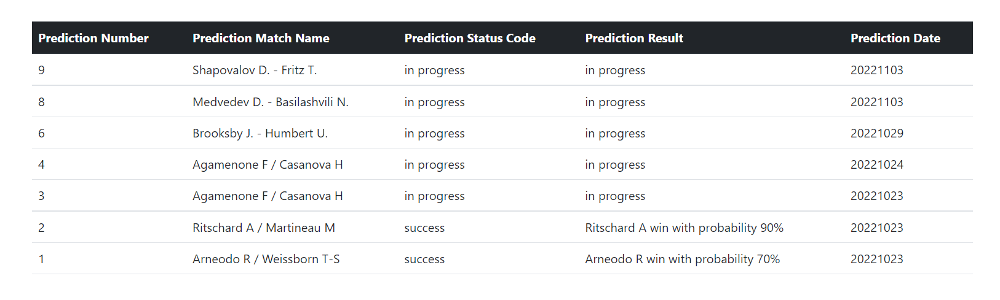 Prediction Number Prediction Match Name Prediction Status Code Prediction Result Prediction Date
9 Shapovalov D. - Fritz T. in progress in progress 20221103
8 Medvedev D. - Basilashvili N. in progress in progress 20221103
6 Brooksby J. - Humbert U. in progress in progress 20221029
4 Agamenone F / Casanova H in progress in progress 20221024
3 Agamenone F / Casanova H in progress in progress 20221023
2 Ritschard A / Martineau M success Ritschard A win with probability 90% 20221023
1 Arneodo R / Weissborn T-S success Arneodo R win with probability 70% 20221023